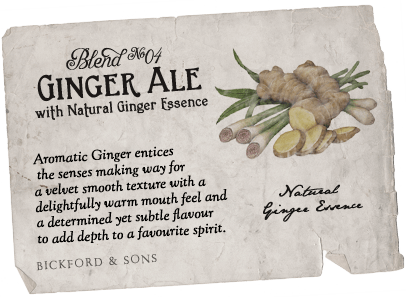 Blend No04
GINGER ALE
with Natural Ginger Essence
Aromatic Ginger entices
the senses making way for
a velvet smooth texture with a
delightfully warm mouth feel and
a determined yet subtle flavour
to add depth to a favourite spirit.
BICKFORD & SONS
Natural
Ginger Essence